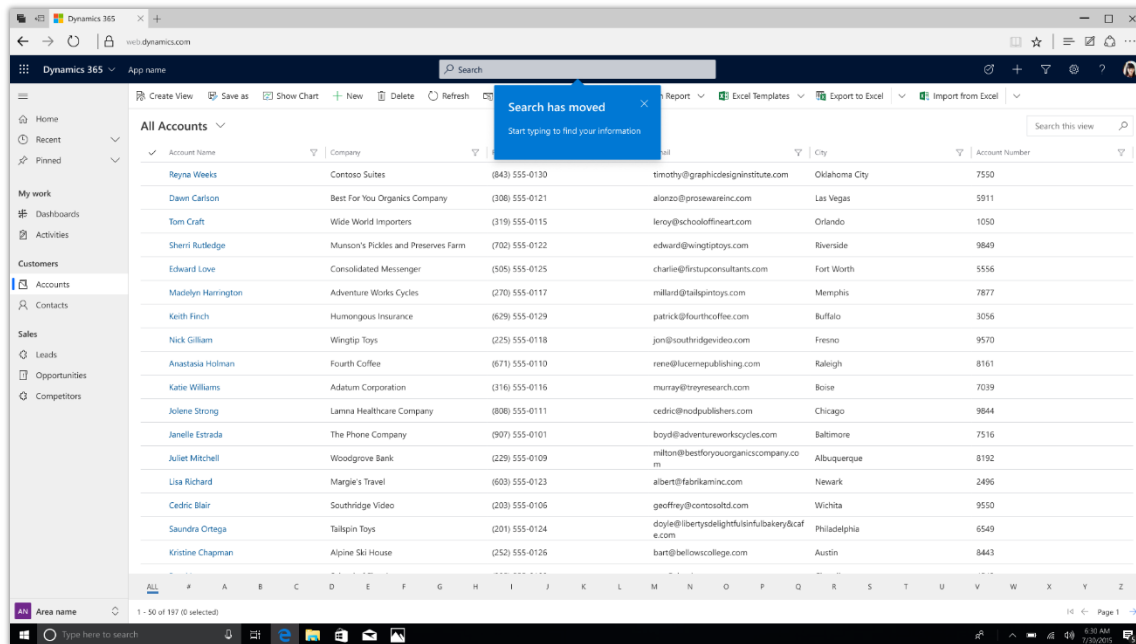 Dynamics 365
web.dynamics.com
Dynamics 365 App name Search
Create View Save as Show Chart New Delete Refresh Report Excel Templates Export to Excel Import from Excel
Search has moved
Start typing to find your information
Home
Recent
Pinned
My work
Dashboards
Activities
Customers
Accounts
Contacts
Sales
Leads
Opportunities
Competitors
All Accounts Search this view
Account Name Company City Account Number
Reyna Weeks Contoso Suites (843) 555-0130 timothy@graphicdesigninstitute.com Oklahoma City 7550
Dawn Carlson Best For You Organics Company (308) 555-0121 alonzo@prosewareinc.com Las Vegas 5911
Tom Craft Wide World Importers (319) 555-0115 leroy@schooloffineart.com Orlando 1050
Sherri Rutledge Munson's Pickles and Preserves Farm (702) 555-0122 edward@wingtiptoys.com Riverside 9849
Edward Love Consolidated Messenger (505) 555-0125 charlie@firstupconsultants.com Fort Worth 5556
Madelyn Harrington Adventure Works Cycles (270) 555-0117 millard@tailspintoys.com Memphis 7877
Keith Finch Humongous Insurance (629) 555-0129 patrick@fourthcoffee.com Buffalo 3056
Nick Gilliam Wingtip Toys (225) 555-0118 jon@southridgevideo.com Fresno 9570
Anastasia Holman Fourth Coffee (671) 555-0110 rene@lucernepublishing.com Raleigh 8161
Katie Williams Adatum Corporation (316) 555-0116 murray@treyresearch.com Boise 7039
Jolene Strong Lamna Healthcare Company (808) 555-0111 cedric@nodpublishers.com Chicago 9844
Janelle Estrada The Phone Company (907) 555-0101 boyd@adventureworkscycles.com Baltimore 7516
Juliet Mitchell Woodgrove Bank (229) 555-0109 milton@bestforyouorganicscompany.co
m Albuquerque 8192
Lisa Richard Margie's Travel (603) 555-0123 albert@fabrikaminc.com Newark 2496
Cedric Blair Southridge Video (203) 555-0106 geoffrey@contosoltd.com Wichita 9550
Saundra Ortega Tailspin Toys (201) 555-0124 doyle@libertysdelightfulsinfulbakery&caf
e.com Philadelphia 6549
Kristine Chapman Alpine Ski House (252) 555-0126 bart@bellowscollege.com Austin 8443
ALL # A B C D E F G H I J K L M N O P Q R S T U V W X Y Z
AN Area name 1 - 50 of 197 (0 selected) Page 1
Type here to search 6:30 AM
7/30/2015